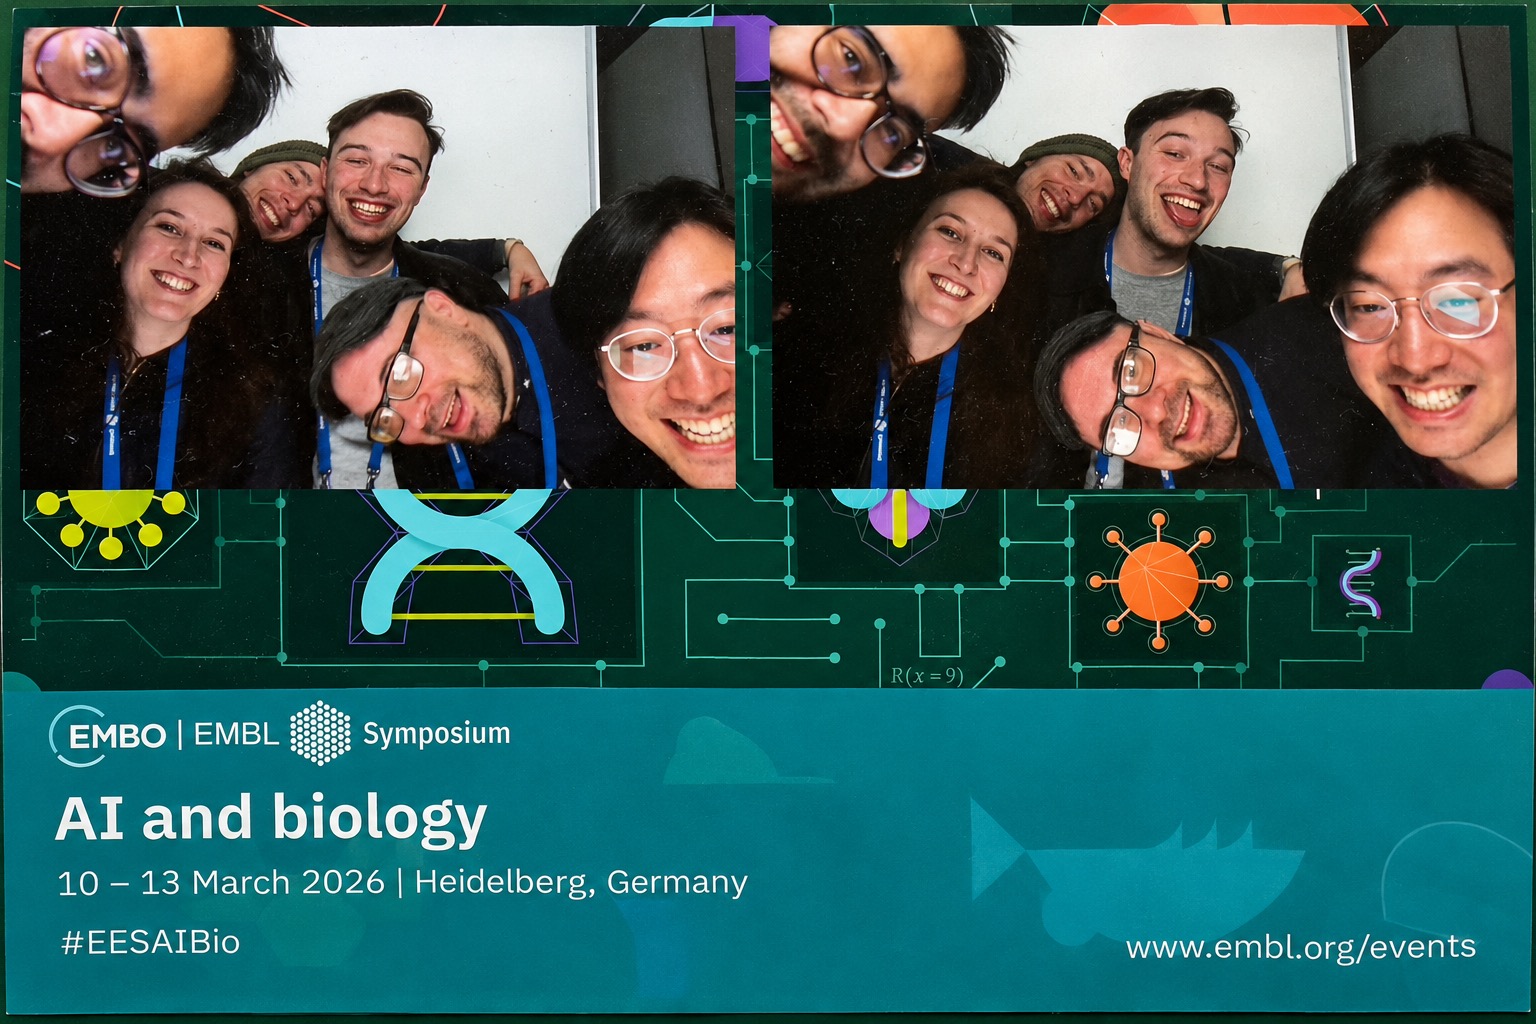 R(x=9)
EMBO | EMBL Symposium
AI and biology
10 – 13 March 2026 | Heidelberg, Germany
#EESAIBio
www.embl.org/events